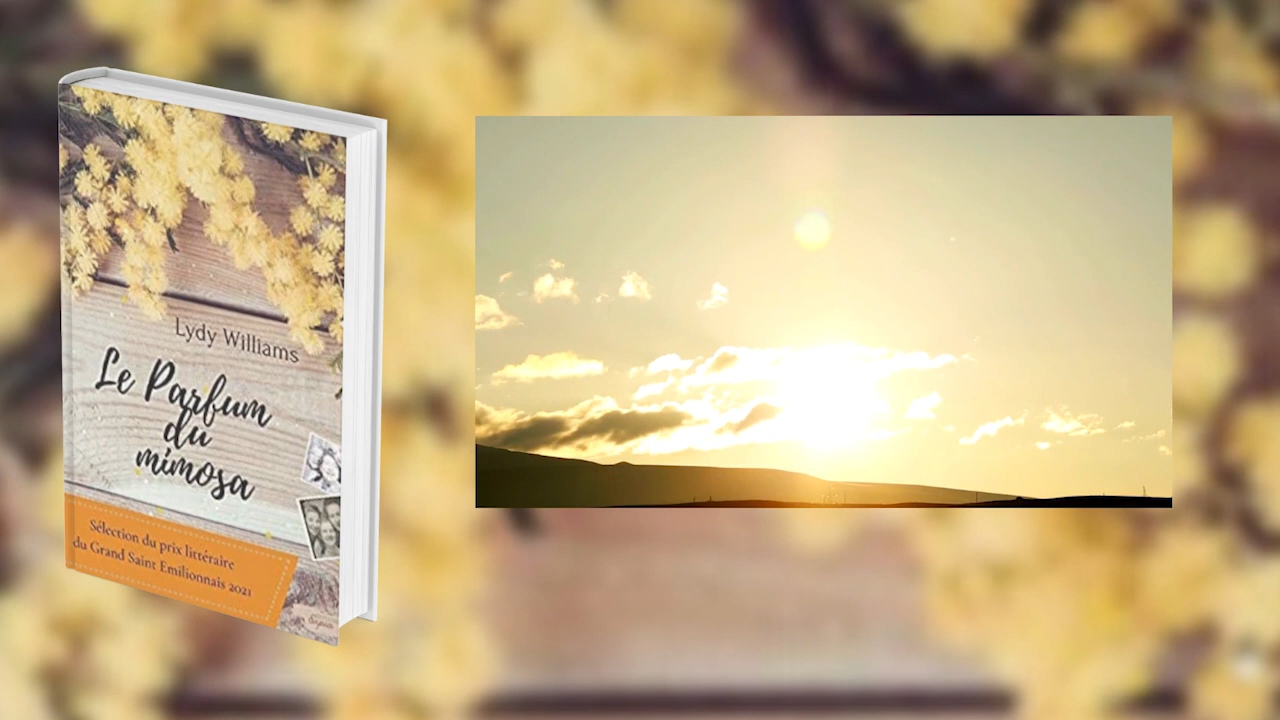 Lydy Williams
Le Parfum
du
mimosa
Sélection du prix littéraire
du Grand Saint Emilionnais 2021